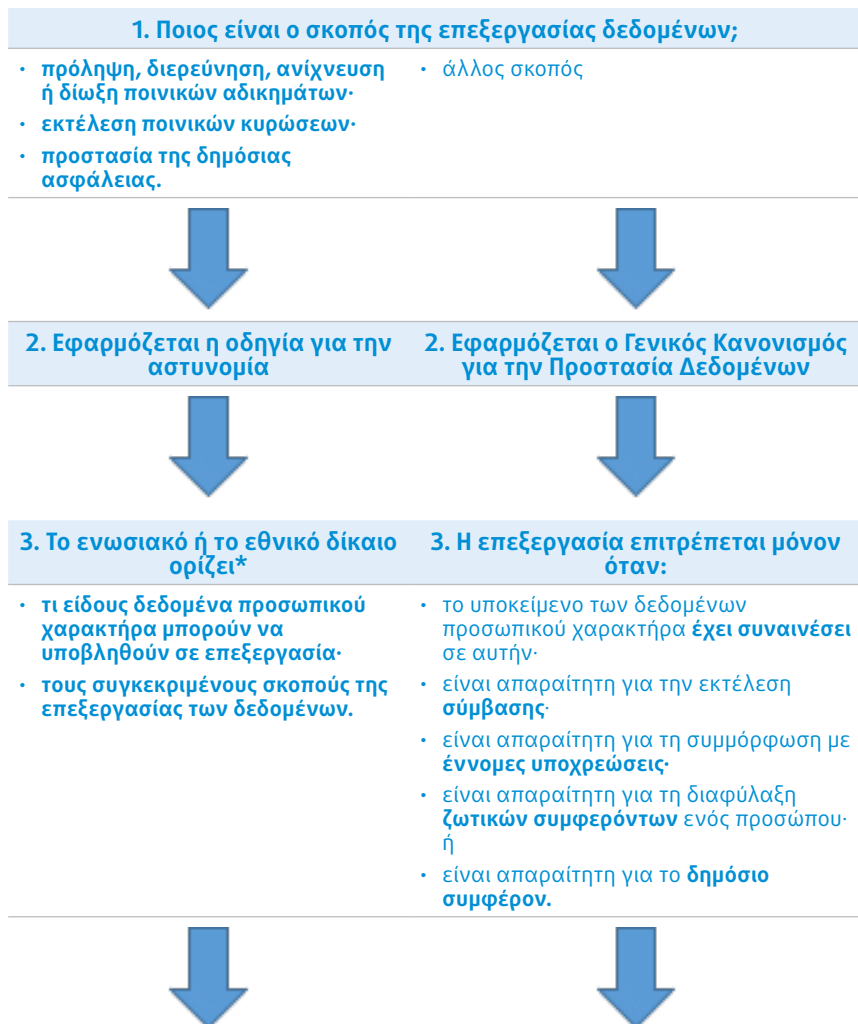 1. Ποιος είναι ο σκοπός της επεξεργασίας δεδομένων;
· πρόληψη, διερεύνηση, ανίχνευση
ή δίωξη ποινικών αδικημάτων·
· εκτέλεση ποινικών κυρώσεων·
· προστασία της δημόσιας
ασφάλειας.
· άλλος σκοπός
2. Εφαρμόζεται η οδηγία για την
αστυνομία
2. Εφαρμόζεται ο Γενικός Κανονισμός
για την Προστασία Δεδομένων
3. Το ενωσιακό ή το εθνικό δίκαιο
ορίζει*
· τι είδους δεδομένα προσωπικού
χαρακτήρα μπορούν να
υποβληθούν σε επεξεργασία·
· τους συγκεκριμένους σκοπούς της
επεξεργασίας των δεδομένων.
3. Η επεξεργασία επιτρέπεται μόνον
όταν:
· το υποκείμενο των δεδομένων
προσωπικού χαρακτήρα έχει συναινέσει
σε αυτήν·
· είναι απαραίτητη για την εκτέλεση
σύμβασης·
· είναι απαραίτητη για τη συμμόρφωση με
έννομες υποχρεώσεις·
· είναι απαραίτητη για τη διαφύλαξη
ζωτικών συμφερόντων ενός προσώπου·
ή
· είναι απαραίτητη για το δημόσιο
συμφέρον.